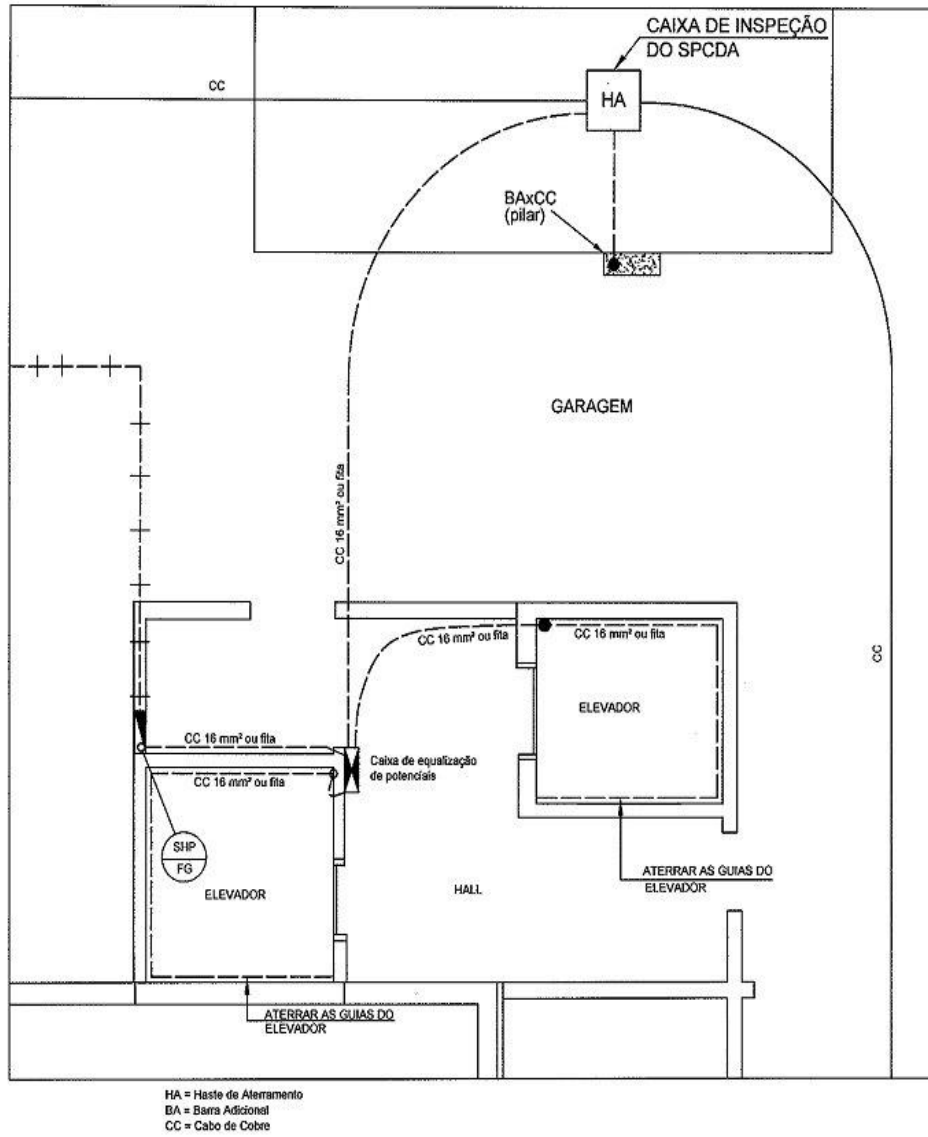 CAIXA DE INSPEÇÃO
DO SPCDA
CC
HA
BAxCC
(pilar)
GARAGEM
CC 16 mm² ou fita
CC 16 mm² ou fita
CC 16 mm² ou fita
CC
ELEVADOR
CC 16 mm² ou fita
Caixa de equalização
de potenciais
CC 16 mm² ou fita
SHP
FG
ELEVADOR
HALL
ATERRAR AS GUIAS DO
ELEVADOR
ATERRAR AS GUIAS DO
ELEVADOR
HA = Haste de Aterramento
BA = Barra Adicional
CC = Cabo de Cobre